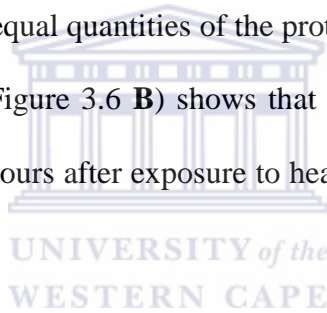 equal quantities of the prot
igure 3.6 B) shows that
ours after exposure to hea
UNIVERSITY of the
WESTERN CAPE